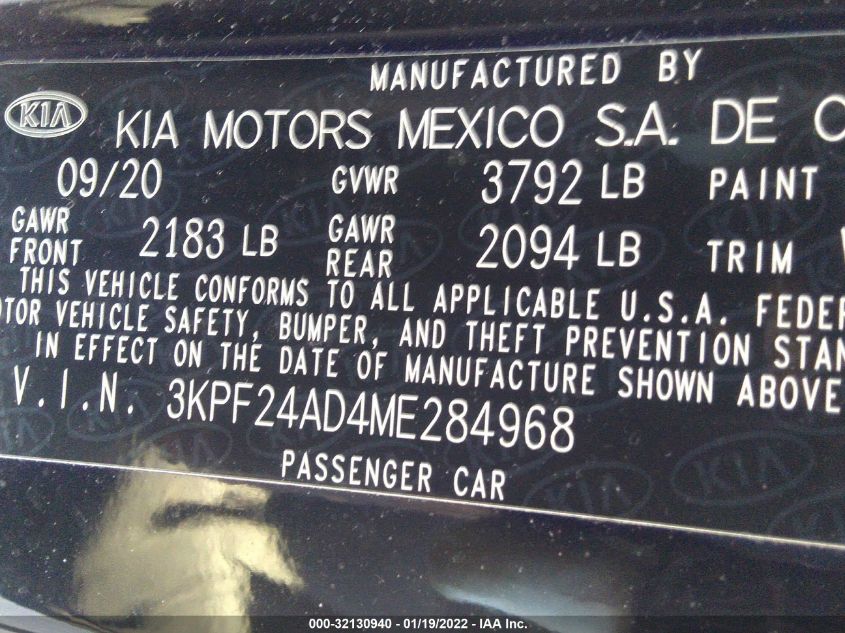 MANUFACTURED BY
KIA KIA MOTORS MEXICO S.A. DE C
09/20 GVWR 3792 LB PAINT
GAWR FRONT 2183 LB GAWR REAR 2094 LB TRIM
THIS VEHICLE CONFORMS TO ALL APPLICABLE U.S.A. FEDER
OTOR VEHICLE SAFETY, BUMPER, AND THEFT PREVENTION STAN
IN EFFECT ON THE DATE OF MANUFACTURE SHOWN ABOVE
V.I.N. 3KPF24AD4ME284968
PASSENGER CAR
000-32130940 - 01/19/2022 - IAA Inc.